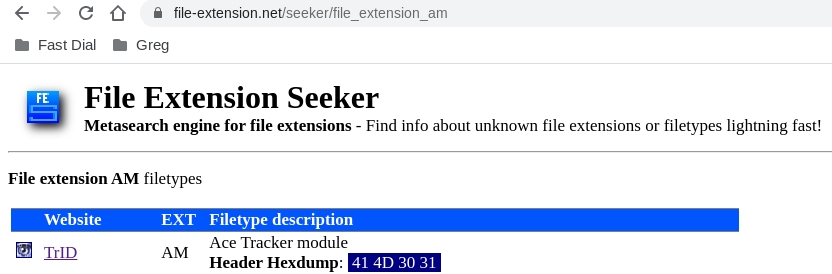 file-extension.net/seeker/file_extension_am
Fast Dial Greg
FE
File Extension Seeker
Metasearch engine for file extensions - Find info about unknown file extensions or filetypes lightning fast!
File extension AM filetypes
Website EXT Filetype description
TrID AM Ace Tracker module
Header Hexdump: 41 4D 30 31